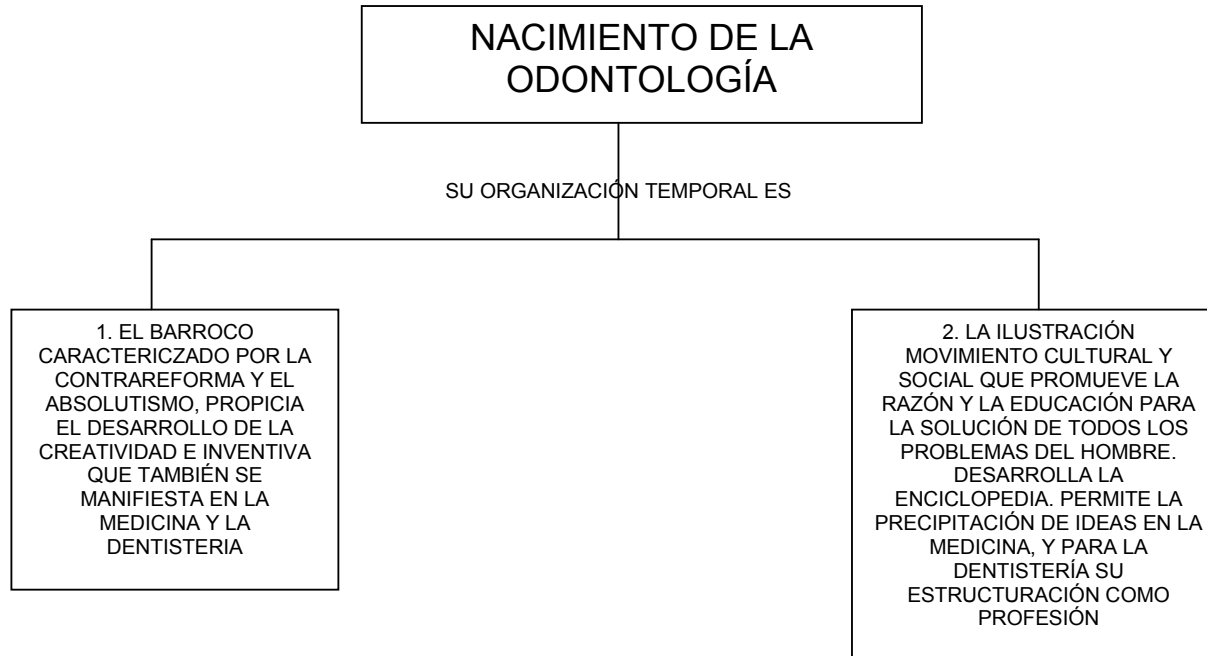 NACIMIENTO DE LA
ODONTOLOGÍA
SU ORGANIZACIÓN TEMPORAL ES
1. EL BARROCO
CARACTERICZADO POR LA
CONTRAREFORMA Y EL
ABSOLUTISMO, PROPICIA
EL DESARROLLO DE LA
CREATIVIDAD E INVENTIVA
QUE TAMBIÉN SE
MANIFIESTA EN LA
MEDICINA Y LA
DENTISTERIA
2. LA ILUSTRACIÓN
MOVIMIENTO CULTURAL Y
SOCIAL QUE PROMUEVE LA
RAZÓN Y LA EDUCACIÓN PARA
LA SOLUCIÓN DE TODOS LOS
PROBLEMAS DEL HOMBRE.
DESARROLLA LA
ENCICLOPEDIA. PERMITE LA
PRECIPITACIÓN DE IDEAS EN LA
MEDICINA, Y PARA LA
DENTISTERÍA SU
ESTRUCTURACIÓN COMO
PROFESIÓN